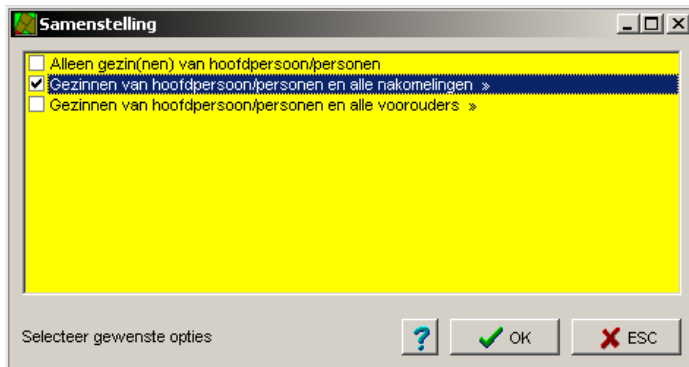 Samenstelling
Alleen gezin(nen) van hoofdpersoon/personen
Gezinnen van hoofdpersoon/personen en alle nakomelingen »
Gezinnen van hoofdpersoon/personen en alle voorouders »
Selecteer gewenste opties
? OK ESC